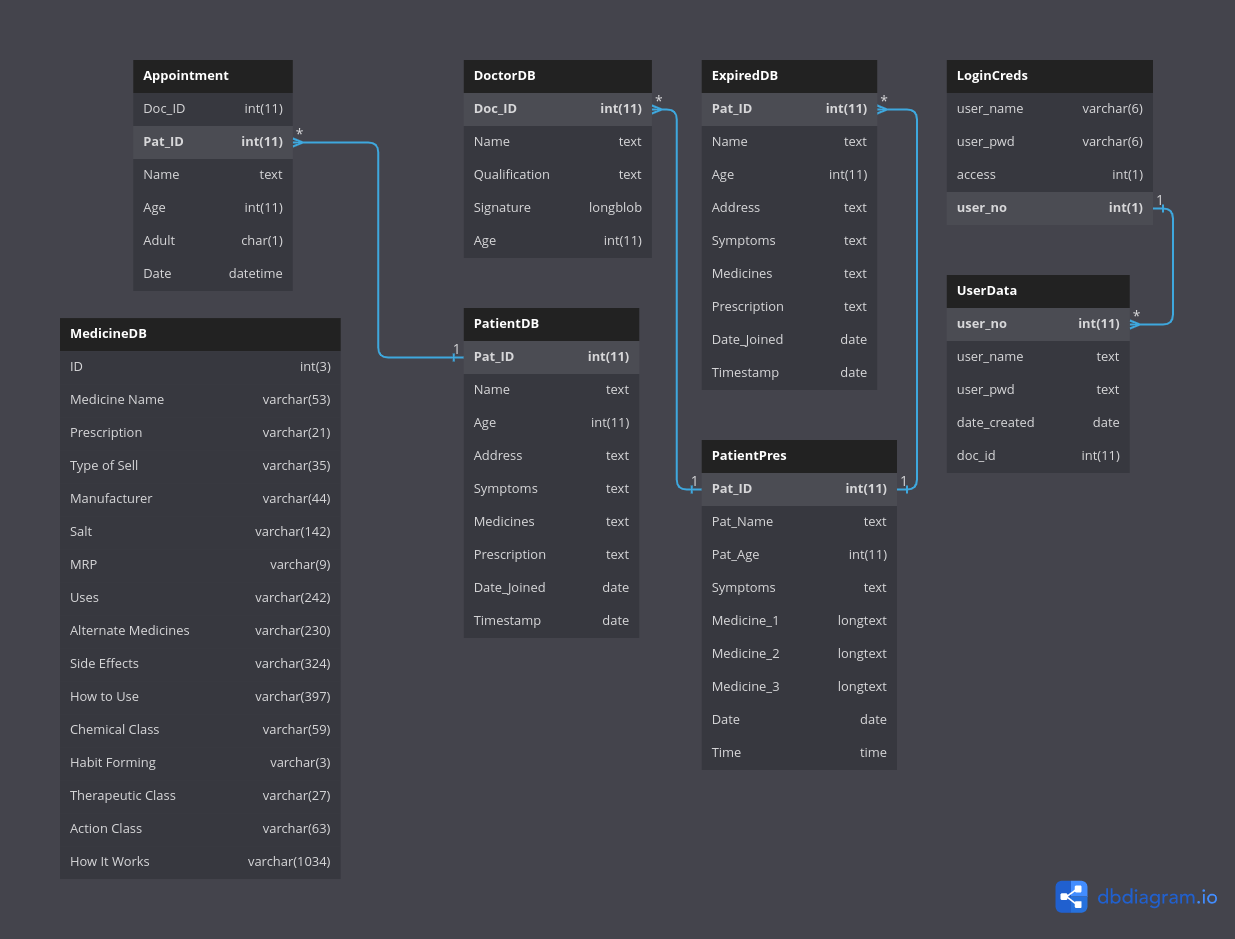 Appointment
Doc_ID int(11)
Pat_ID int(11)
*
Name text
Age int(11)
Adult char(1)
Date datetime
MedicineDB
ID int(3)
Medicine Name varchar(53)
Prescription varchar(21)
Type of Sell varchar(35)
Manufacturer varchar(44)
Salt varchar(142)
MRP varchar(9)
Uses varchar(242)
Alternate Medicines varchar(230)
Side Effects varchar(324)
How to Use varchar(397)
Chemical Class varchar(59)
Habit Forming varchar(3)
Therapeutic Class varchar(27)
Action Class varchar(63)
How It Works varchar(1034)
DoctorDB
*
Doc_ID int(11)
Name text
Qualification text
Signature longblob
Age int(11)
PatientDB
1
Pat_ID int(11)
Name text
Age int(11)
Address text
Symptoms text
Medicines text
Prescription text
Date_Joined date
Timestamp date
ExpiredDB
*
Pat_ID int(11)
Name text
Age int(11)
Address text
Symptoms text
Medicines text
Prescription text
Date_Joined date
Timestamp date
PatientPres
1 1
Pat_ID int(11)
Pat_Name text
Pat_Age int(11)
Symptoms text
Medicine_1 longtext
Medicine_2 longtext
Medicine_3 longtext
Date date
Time time
LoginCreds
user_name varchar(6)
user_pwd varchar(6)
access int(1)
user_no int(1)
1
UserData
*
user_no int(11)
user_name text
user_pwd text
date_created date
doc_id int(11)
dbdiagram.io